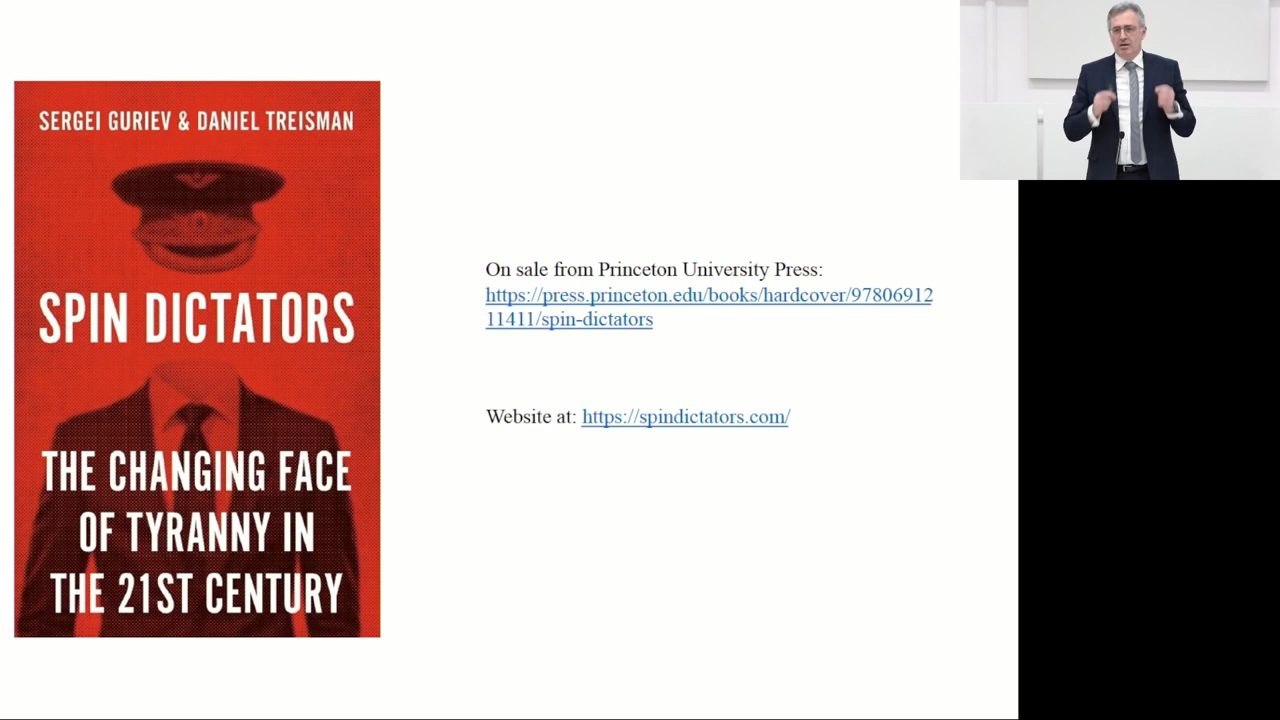 SERGEI GURIEV & DANIEL TREISMAN
SPIN DICTATORS
THE CHANGING FACE
OF TYRANNY IN
THE 21ST CENTURY
On sale from Princeton University Press:
https://press.princeton.edu/books/hardcover/97806912
11411/spin-dictators
Website at: https://spindictators.com/